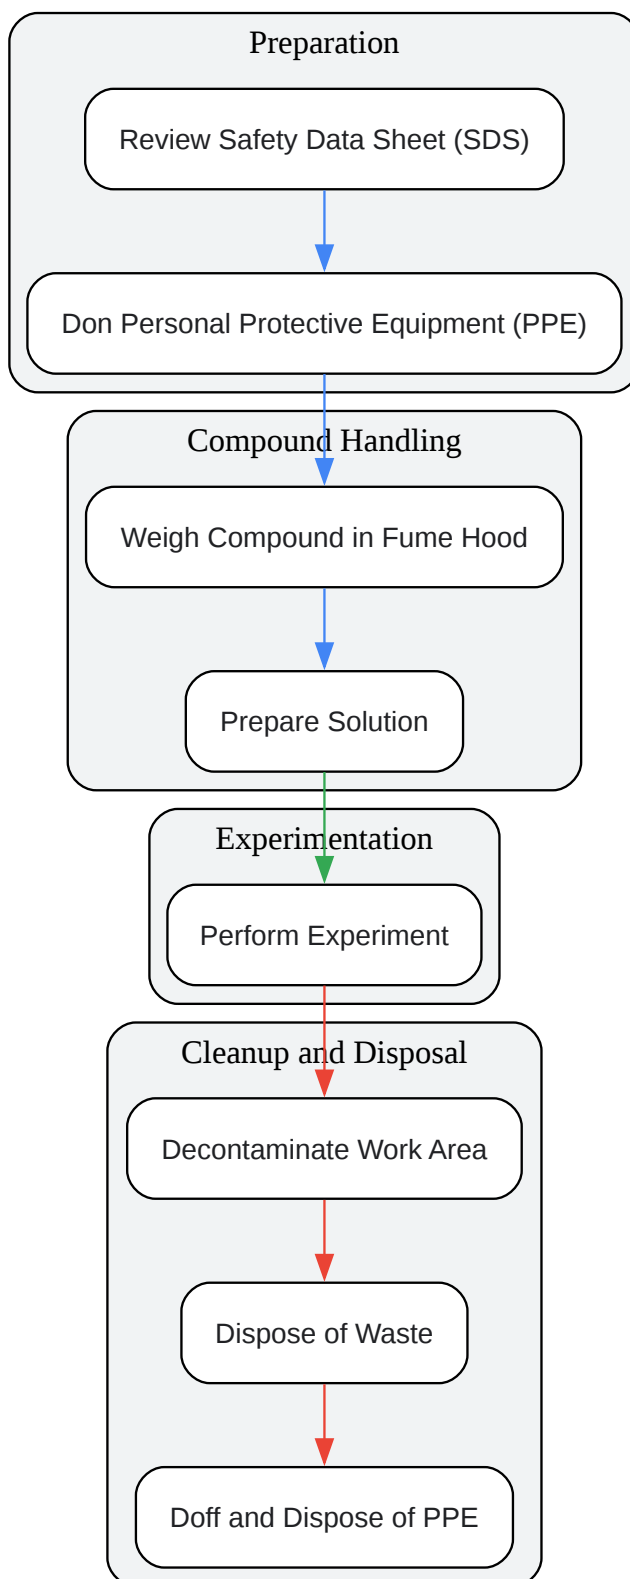 Preparation
Review Safety Data Sheet (SDS)
Don Personal Protective Equipment (PPE)
Compound Handling
Weigh Compound in Fume Hood
Prepare Solution
Experimentation
Perform Experiment
Cleanup and Disposal
Decontaminate Work Area
Dispose of Waste
Doff and Dispose of PPE